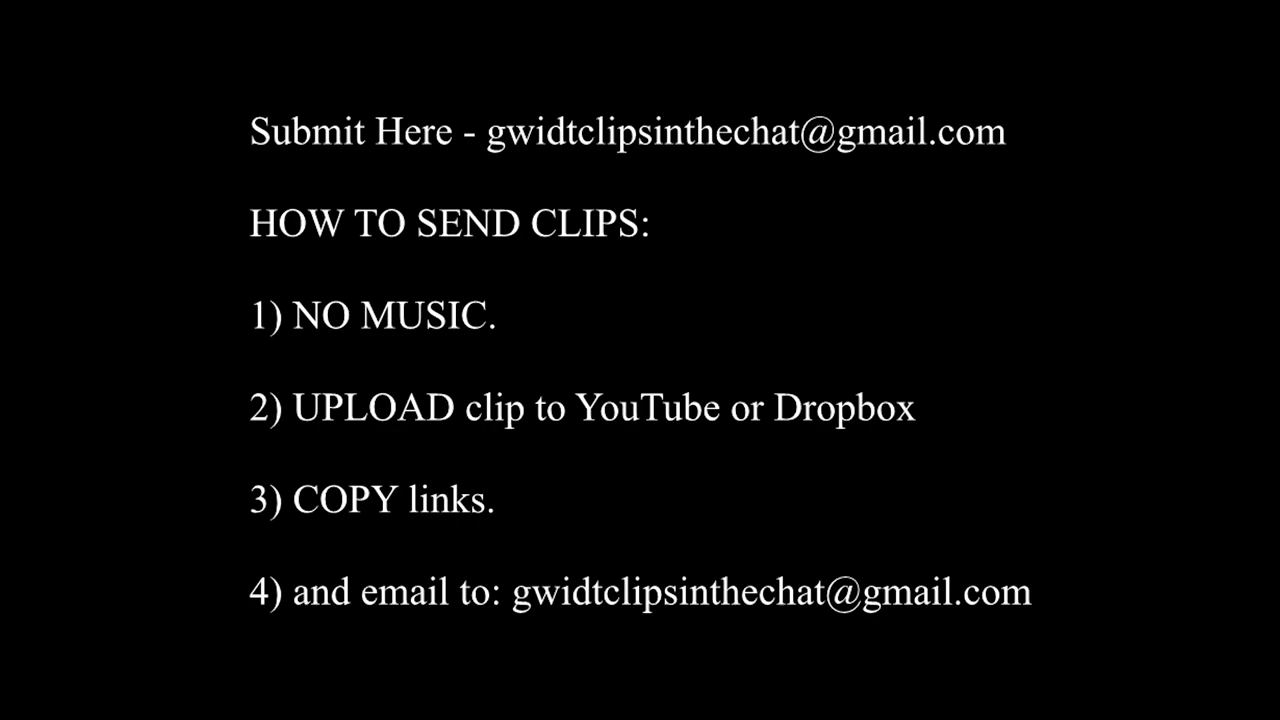 Submit Here - gwidtclipsinthechat@gmail.com
HOW TO SEND CLIPS:
1) NO MUSIC.
2) UPLOAD clip to YouTube or Dropbox
3) COPY links.
4) and email to: gwidtclipsinthechat@gmail.com